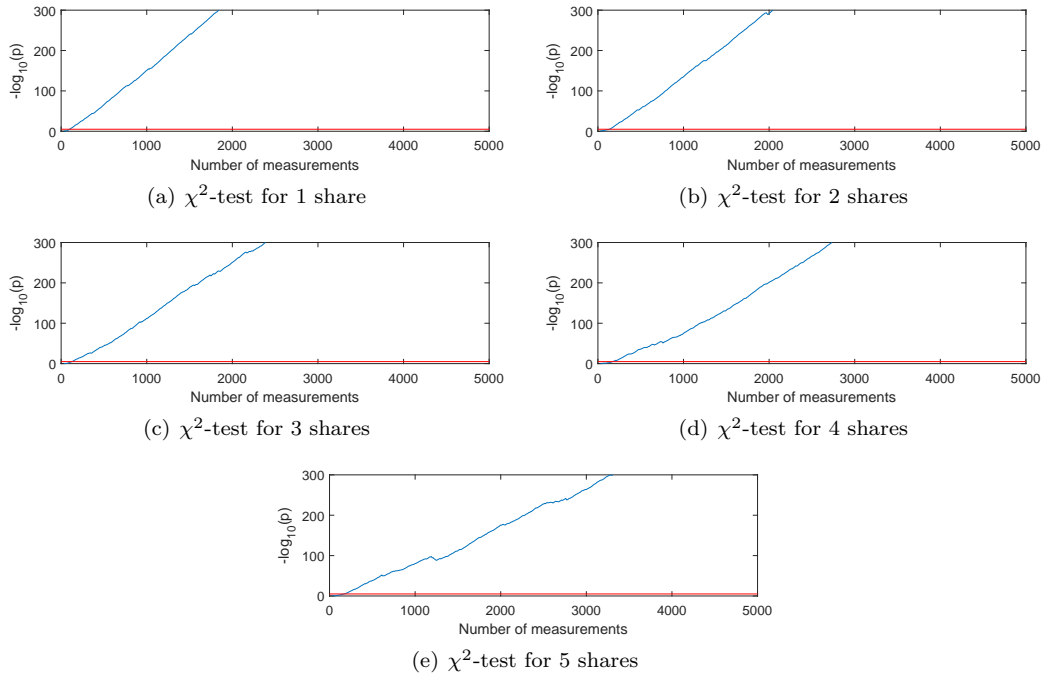 300
200
100
0
-log10(p)
0 1000 2000 3000 4000 5000
Number of measurements
(a) χ²-test for 1 share
300
200
100
0
-log10(p)
0 1000 2000 3000 4000 5000
Number of measurements
(b) χ²-test for 2 shares
300
200
100
0
-log10(p)
0 1000 2000 3000 4000 5000
Number of measurements
(c) χ²-test for 3 shares
300
200
100
0
-log10(p)
0 1000 2000 3000 4000 5000
Number of measurements
(d) χ²-test for 4 shares
300
200
100
0
-log10(p)
0 1000 2000 3000 4000 5000
Number of measurements
(e) χ²-test for 5 shares